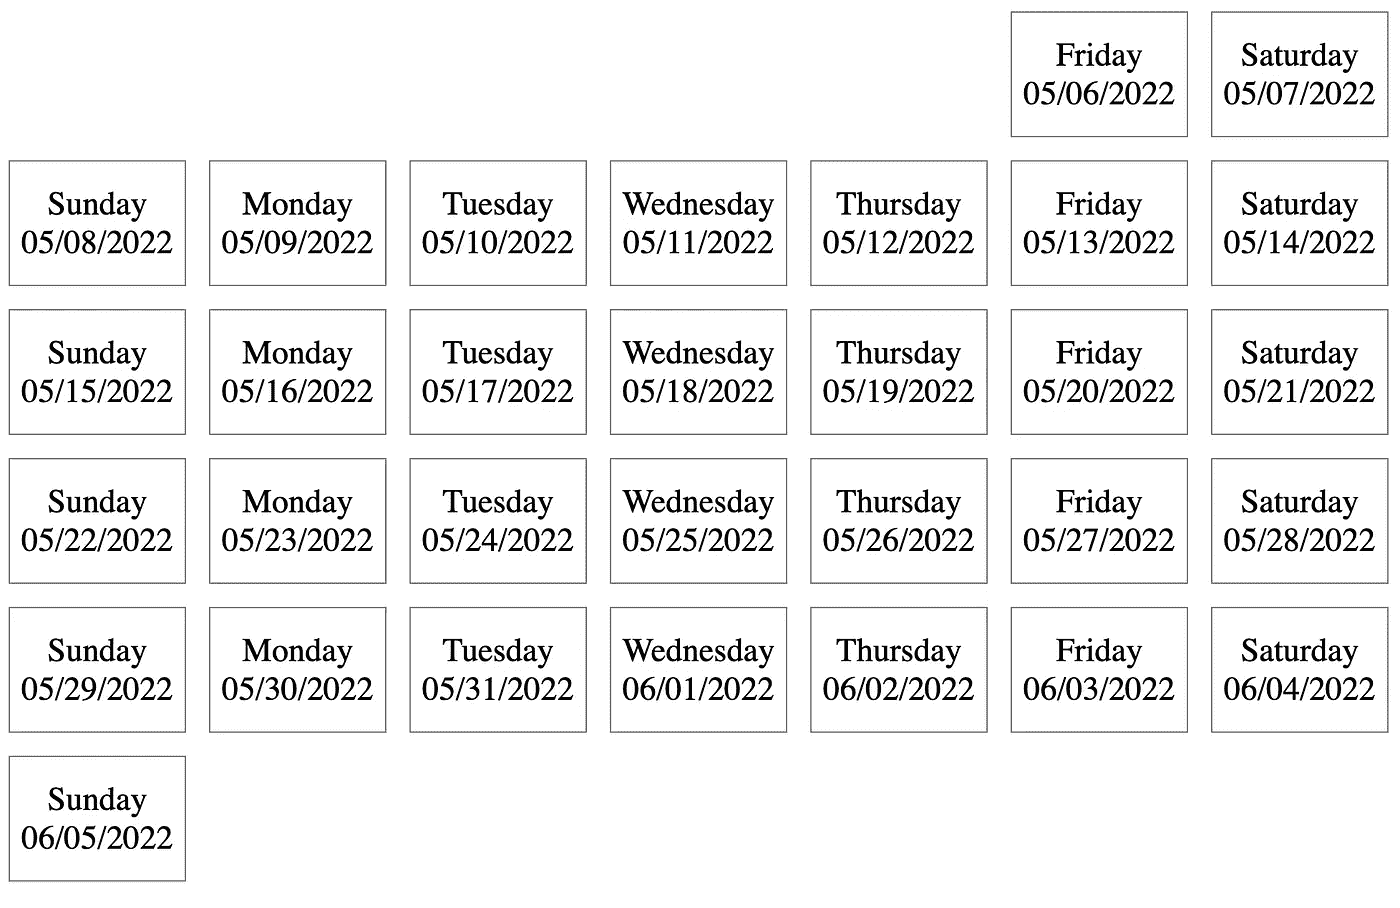 Friday
05/06/2022
Saturday
05/07/2022
Sunday
05/08/2022
Monday
05/09/2022
Tuesday
05/10/2022
Wednesday
05/11/2022
Thursday
05/12/2022
Friday
05/13/2022
Saturday
05/14/2022
Sunday
05/15/2022
Monday
05/16/2022
Tuesday
05/17/2022
Wednesday
05/18/2022
Thursday
05/19/2022
Friday
05/20/2022
Saturday
05/21/2022
Sunday
05/22/2022
Monday
05/23/2022
Tuesday
05/24/2022
Wednesday
05/25/2022
Thursday
05/26/2022
Friday
05/27/2022
Saturday
05/28/2022
Sunday
05/29/2022
Monday
05/30/2022
Tuesday
05/31/2022
Wednesday
06/01/2022
Thursday
06/02/2022
Friday
06/03/2022
Saturday
06/04/2022
Sunday
06/05/2022